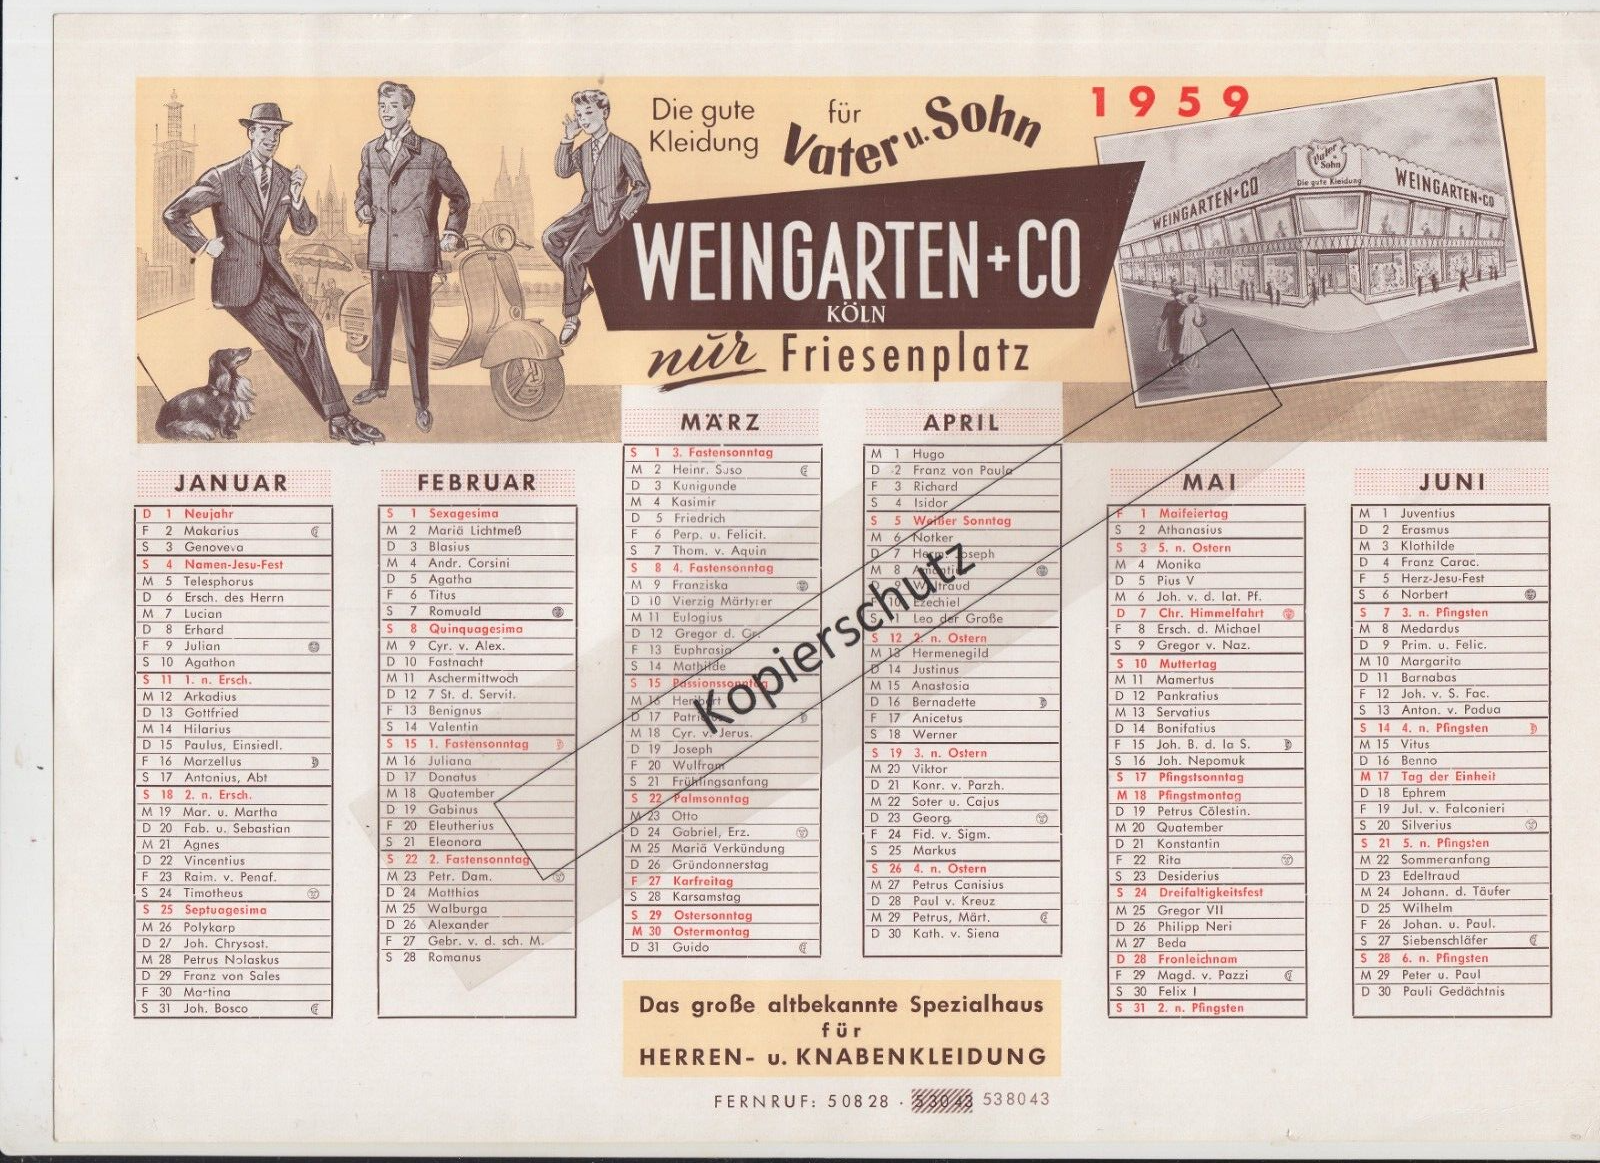 Die gute
Kleidung
für
Vater u. Sohn
1959
WEINGARTEN+CO
KÖLN
nur Friesenplatz
Vater u. Sohn
Die gute Kleidung
WEINGARTEN+CO
WEINGARTEN+CO
JANUAR
D 1 Neujahr
F 2 Makarius
S 3 Genoveva
S 4 Namen-Jesu-Fest
M 5 Telesphorus
D 6 Ersch. des Herrn
M 7 Lucian
D 8 Erhard
F 9 Julian
S 10 Agathon
S 11 1. n. Ersch.
M 12 Arkadius
D 13 Gottfried
M 14 Hilarius
D 15 Paulus, Einsiedl.
F 16 Marzellus
S 17 Antonius, Abt
S 18 2. n. Ersch.
M 19 Mar. u. Martha
D 20 Fab. u. Sebastian
M 21 Agnes
D 22 Vincentius
F 23 Raim. v. Penaf.
S 24 Timotheus
S 25 Septuagesima
M 26 Polykarp
D 27 Joh. Chrysost.
M 28 Petrus Nolaskus
D 29 Franz von Sales
F 30 Martina
S 31 Joh. Bosco
FEBRUAR
S 1 Sexagesima
M 2 Mariä Lichtmeß
D 3 Blasius
M 4 Andr. Corsini
D 5 Agatha
F 6 Titus
S 7 Romuald
S 8 Quinquagesima
M 9 Cyr. v. Alex.
D 10 Fastnacht
M 11 Aschermittwoch
D 12 7 St. d. Servit.
F 13 Benignus
S 14 Valentin
S 15 1. Fastensonntag
M 16 Juliana
D 17 Donatus
M 18 Quatember
D 19 Gabinus
F 20 Eleutherius
S 21 Eleonora
S 22 2. Fastensonntag
M 23 Petr. Dam.
D 24 Matthias
M 25 Walburga
D 26 Alexander
F 27 Gebr. v. d. sch. M.
S 28 Romanus
MÄRZ
S 1 3. Fastensonntag
M 2 Heinr. Suso
D 3 Kunigunde
M 4 Kasimir
D 5 Friedrich
F 6 Perp. u. Felicit.
S 7 Thom. v. Aquin
S 8 4. Fastensonntag
M 9 Franziska
D 10 Vierzig Märtyrer
M 11 Eulogius
D 12 Gregor d. Gr.
F 13 Euphrasia
S 14 Mathilde
S 15 Passionssonntag
M 16 Heribert
D 17 Patricius
M 18 Cyr. v. Jerus.
D 19 Joseph
F 20 Wulfram
S 21 Frühlingsanfang
S 22 Palmsonntag
M 23 Otto
D 24 Gabriel, Erz.
M 25 Mariä Verkündung
D 26 Gründonnerstag
F 27 Karfreitag
S 28 Karsamstag
S 29 Ostersonntag
M 30 Ostermontag
D 31 Guido
APRIL
M 1 Hugo
D 2 Franz von Paula
F 3 Richard
S 4 Isidor
S 5 Weißer Sonntag
M 6 Notker
D 7 Herm. Joseph
M 8 Amantius
D 9 Waltraud
F 10 Ezechiel
S 11 Leo der Große
S 12 2. n. Ostern
M 13 Hermenegild
D 14 Justinus
M 15 Anastasia
D 16 Bernadette
F 17 Anicetus
S 18 Werner
S 19 3. n. Ostern
M 20 Viktor
D 21 Konr. v. Parzh.
M 22 Soter u. Cajus
D 23 Georg
F 24 Fid. v. Sigm.
S 25 Markus
S 26 4. n. Ostern
M 27 Petrus Canisius
D 28 Paul v. Kreuz
M 29 Petrus, Märt.
D 30 Kath. v. Siena
MAI
F 1 Maifeiertag
S 2 Athanasius
S 3 5. n. Ostern
M 4 Monika
D 5 Pius V
M 6 Joh. v. d. lat. Pf.
D 7 Chr. Himmelfahrt
F 8 Ersch. d. Michael
S 9 Gregor v. Naz.
S 10 Muttertag
M 11 Mamertus
D 12 Pankratius
M 13 Servatius
D 14 Bonifatius
F 15 Joh. B. d. la S.
S 16 Joh. Nepomuk
S 17 Pfingstsonntag
M 18 Pfingstmontag
D 19 Petrus Cölestin.
M 20 Quatember
D 21 Konstantin
F 22 Rita
S 23 Desiderius
S 24 Dreifaltigkeitsfest
M 25 Gregor VII
D 26 Philipp Neri
M 27 Beda
D 28 Fronleichnam
F 29 Magd. v. Pazzi
S 30 Felix I
S 31 2. n. Pfingsten
JUNI
M 1 Juventius
D 2 Erasmus
M 3 Klothilde
D 4 Franz Carac.
F 5 Herz-Jesu-Fest
S 6 Norbert
S 7 3. n. Pfingsten
M 8 Medardus
D 9 Prim. u. Felic.
M 10 Margarita
D 11 Barnabas
F 12 Joh. v. S. Fac.
S 13 Anton. v. Padua
S 14 4. n. Pfingsten
M 15 Vitus
D 16 Benno
M 17 Tag der Einheit
D 18 Ephrem
F 19 Jul. v. Falconieri
S 20 Silverius
S 21 5. n. Pfingsten
M 22 Sommeranfang
D 23 Edeltraud
M 24 Johann. d. Täufer
D 25 Wilhelm
F 26 Johan. u. Paul.
S 27 Siebenschläfer
S 28 6. n. Pfingsten
M 29 Peter u. Paul
D 30 Pauli Gedächtnis
Kopierschutz
Das große altbekannte Spezialhaus
für
HERREN- u. KNABENKLEIDUNG
FERNRUF: 50828 · 53043 538043